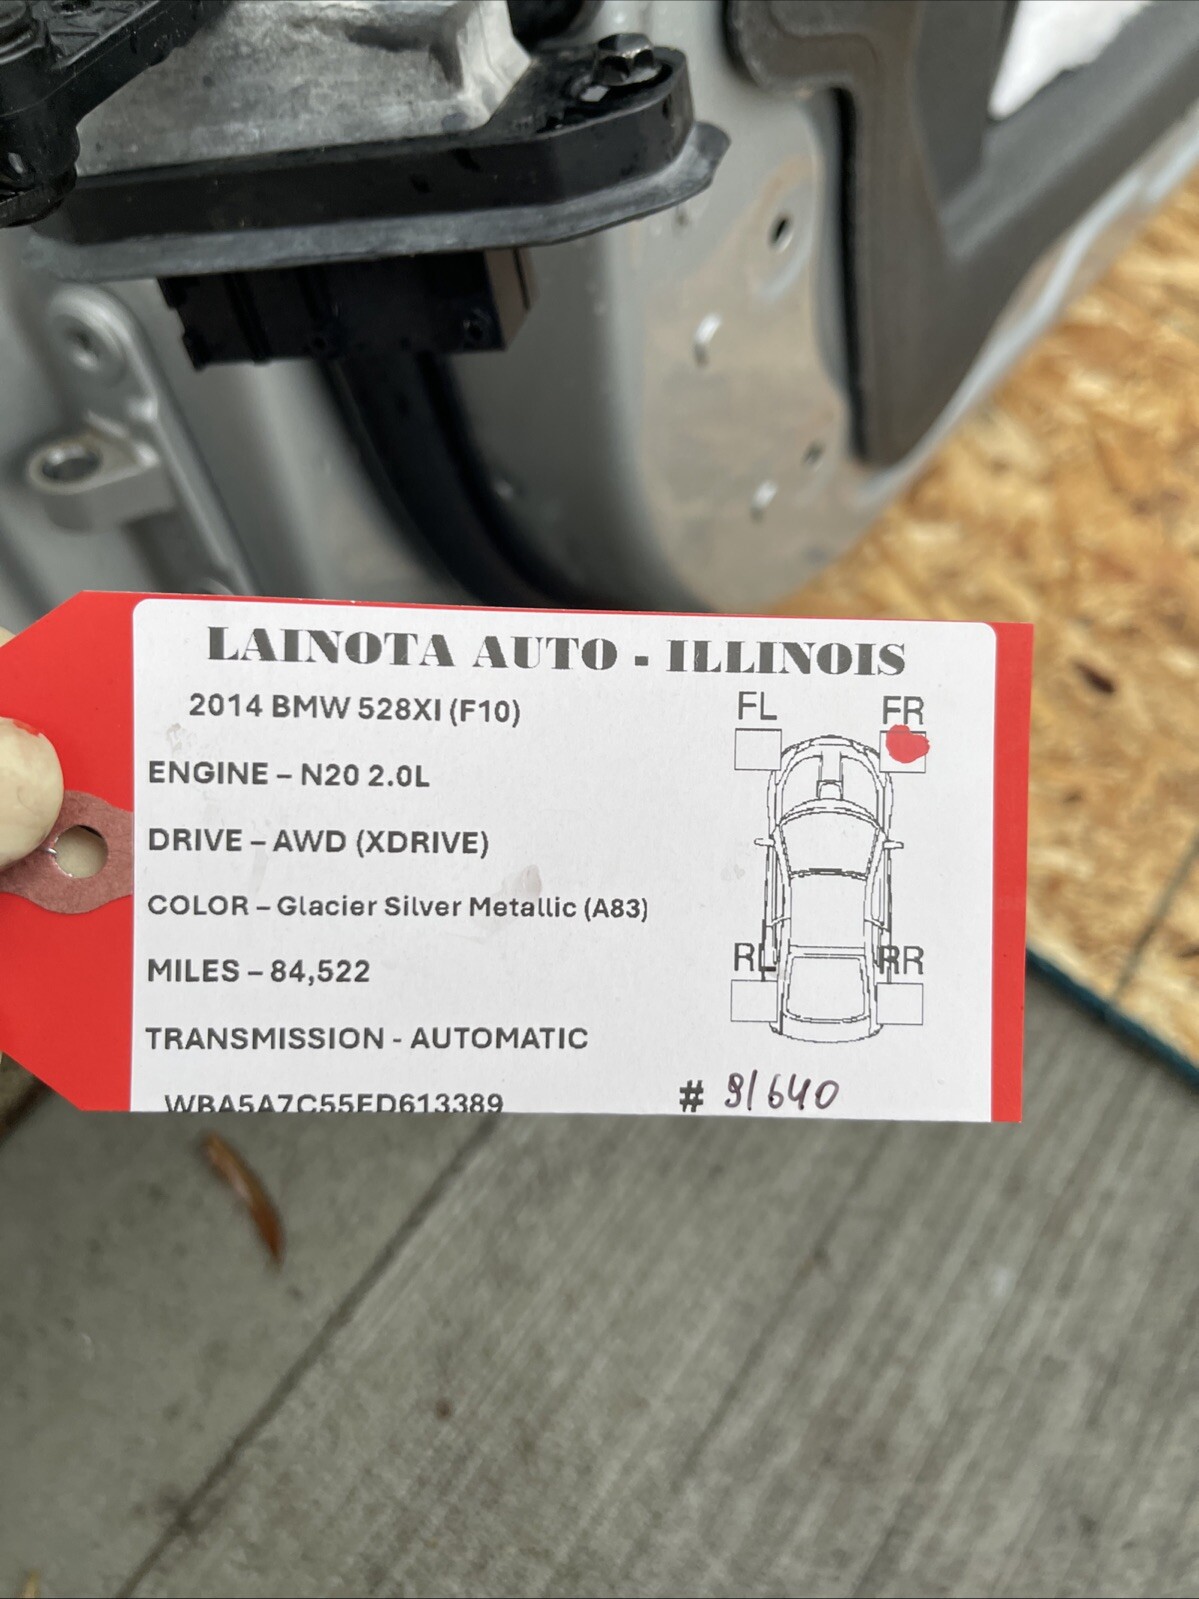 LAINOTA AUTO - ILLINOIS
2014 BMW 528XI (F10)
ENGINE – N20 2.0L
DRIVE – AWD (XDRIVE)
COLOR – Glacier Silver Metallic (A83)
MILES – 84,522
TRANSMISSION - AUTOMATIC
WBA5A7C55ED613389
FL FR
RL RR
# 91640